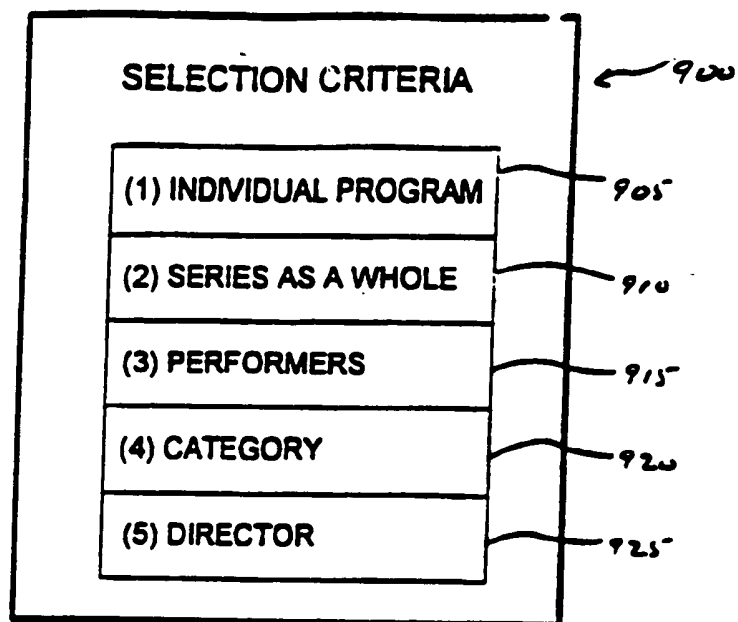 SELECTION CRITERIA 900
(1) INDIVIDUAL PROGRAM 905
(2) SERIES AS A WHOLE 910
(3) PERFORMERS 915
(4) CATEGORY 920
(5) DIRECTOR 925